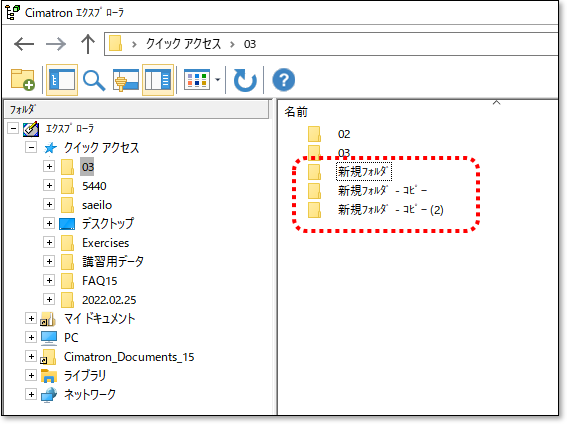 Cimatron ｴｸｽﾌﾟﾛｰﾗ
クイック アクセス › 03
ﾌｫﾙﾀﾞ
ｴｸｽﾌﾟﾛｰﾗ
クイック アクセス
03
5440
saeilo
デスクトップ
Exercises
講習用データ
FAQ15
2022.02.25
マイ ドキュメント
PC
Cimatron_Documents_15
ライブラリ
ネットワーク
名前
02
03
新規ﾌｫﾙﾀﾞ
新規ﾌｫﾙﾀﾞ - ｺﾋﾟｰ
新規ﾌｫﾙﾀﾞ - ｺﾋﾟｰ (2)